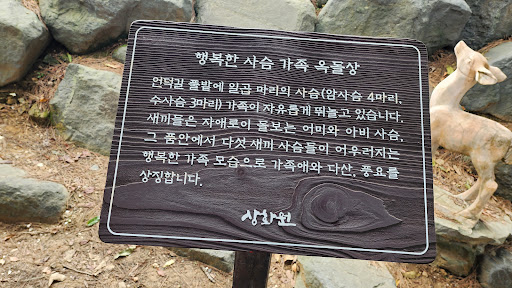 행복한 사슴 가족 옥돌상
언덕길 풀밭에 일곱 마리의 사슴(암사슴 4마리,
수사슴 3마리) 가족이 자유롭게 뛰놀고 있습니다.
새끼들은 자애로이 돌보는 어미와 아비 사슴,
그 품안에서 다섯 새끼 사슴들이 어우러지는
행복한 가족 모습으로 가족애와 다산, 풍요를
상징합니다.
상화원